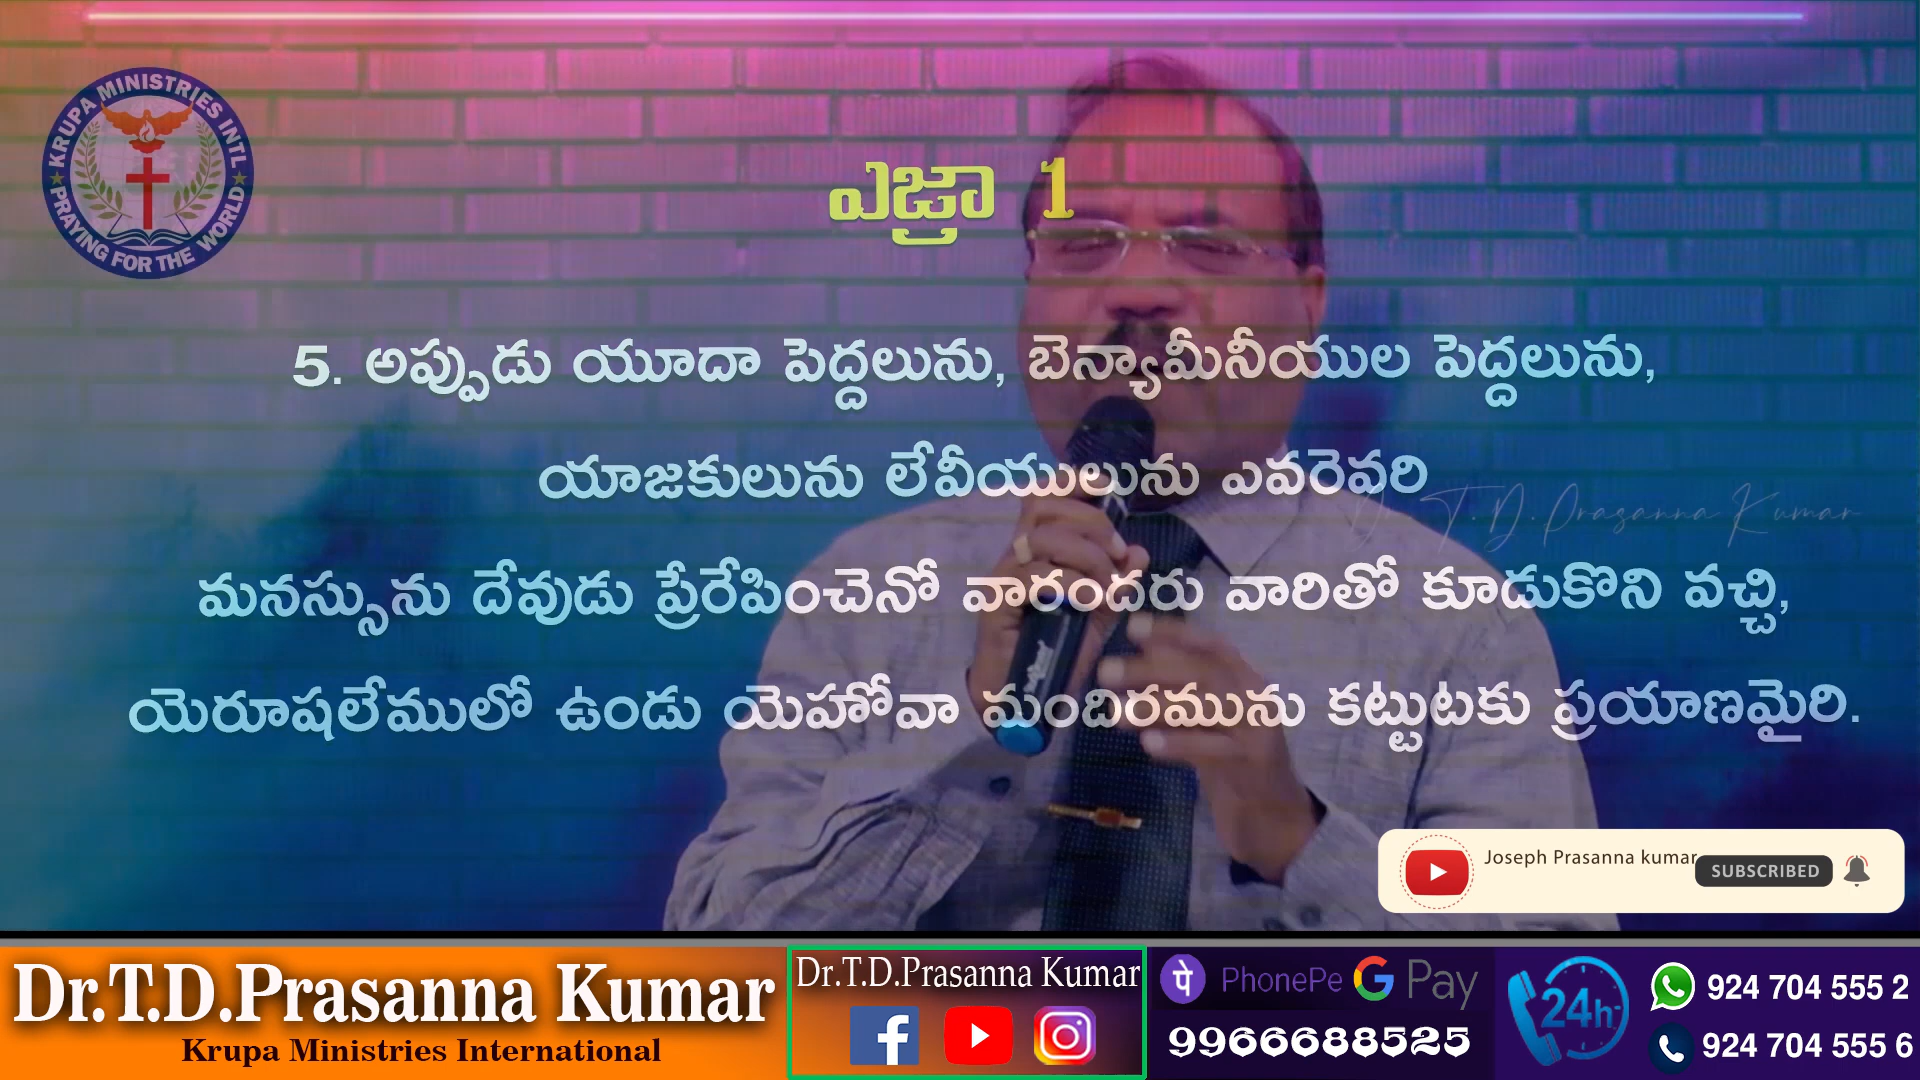 KRUPA MINISTRIES INTL
PRAYING FOR THE WORLD
ఎజ్రా 1
5. అప్పుడు యూదా పెద్దలును, బెన్యామీనీయుల పెద్దలును,
యాజకులును లేవీయులును ఎవరెవరి
Dr. T.D.Prasanna Kumar
మనస్సును దేవుడు ప్రేరేపించెనో వారందరు వారితో కూడుకొని వచ్చి,
యెరూషలేములో ఉండు యెహోవా మందిరమును కట్టుటకు ప్రయాణమైరి.
Joseph Prasanna kumar
SUBSCRIBED
Dr.T.D.Prasanna Kumar
Krupa Ministries International
Dr.T.D.Prasanna Kumar
PhonePe G Pay
9966688525
24h
924 704 555 2
924 704 555 6